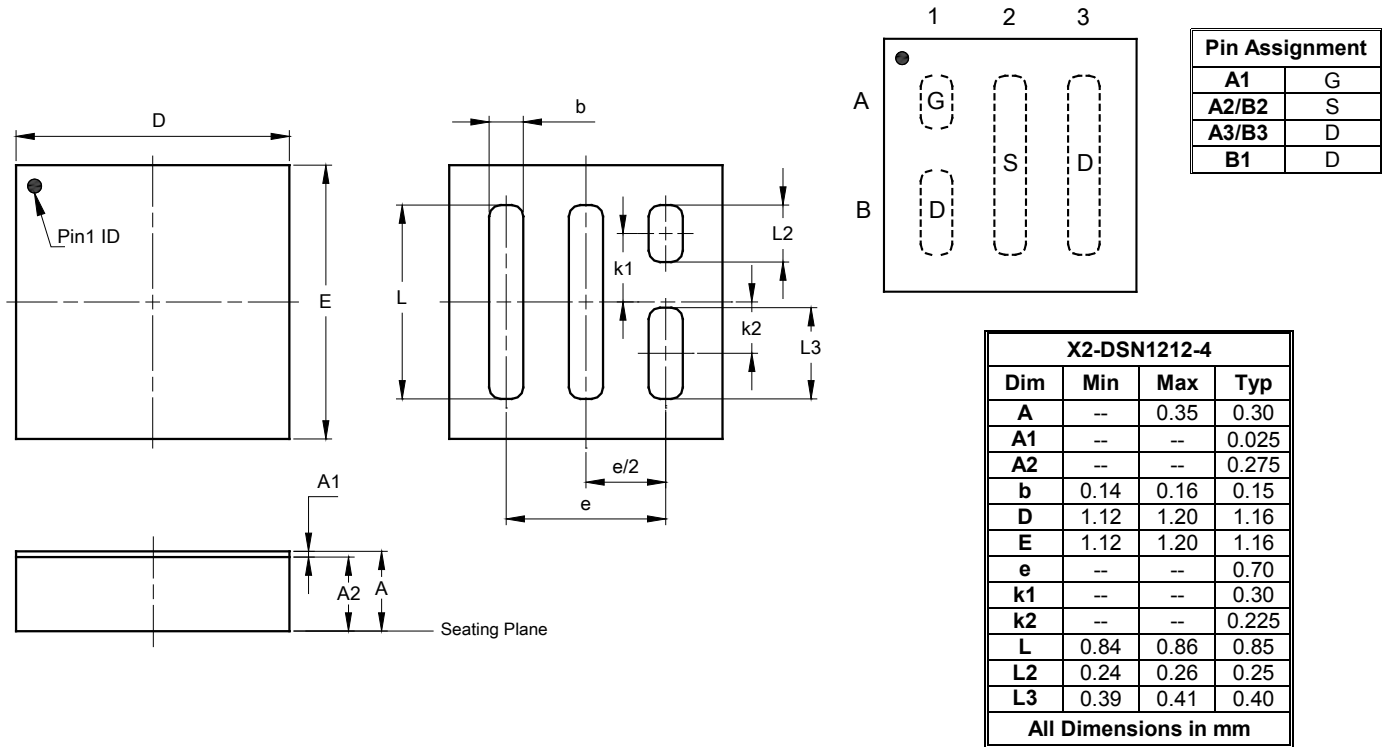 D
Pin1 ID
E
A1
A2
A
Seating Plane
b
L
L2
k1
k2
L3
e/2
e
1 2 3
A
B
G
D
S
D
Pin Assignment
A1 G
A2/B2 S
A3/B3 D
B1 D
X2-DSN1212-4
Dim Min Max Typ
A -- 0.35 0.30
A1 -- -- 0.025
A2 -- -- 0.275
b 0.14 0.16 0.15
D 1.12 1.20 1.16
E 1.12 1.20 1.16
e -- -- 0.70
k1 -- -- 0.30
k2 -- -- 0.225
L 0.84 0.86 0.85
L2 0.24 0.26 0.25
L3 0.39 0.41 0.40
All Dimensions in mm